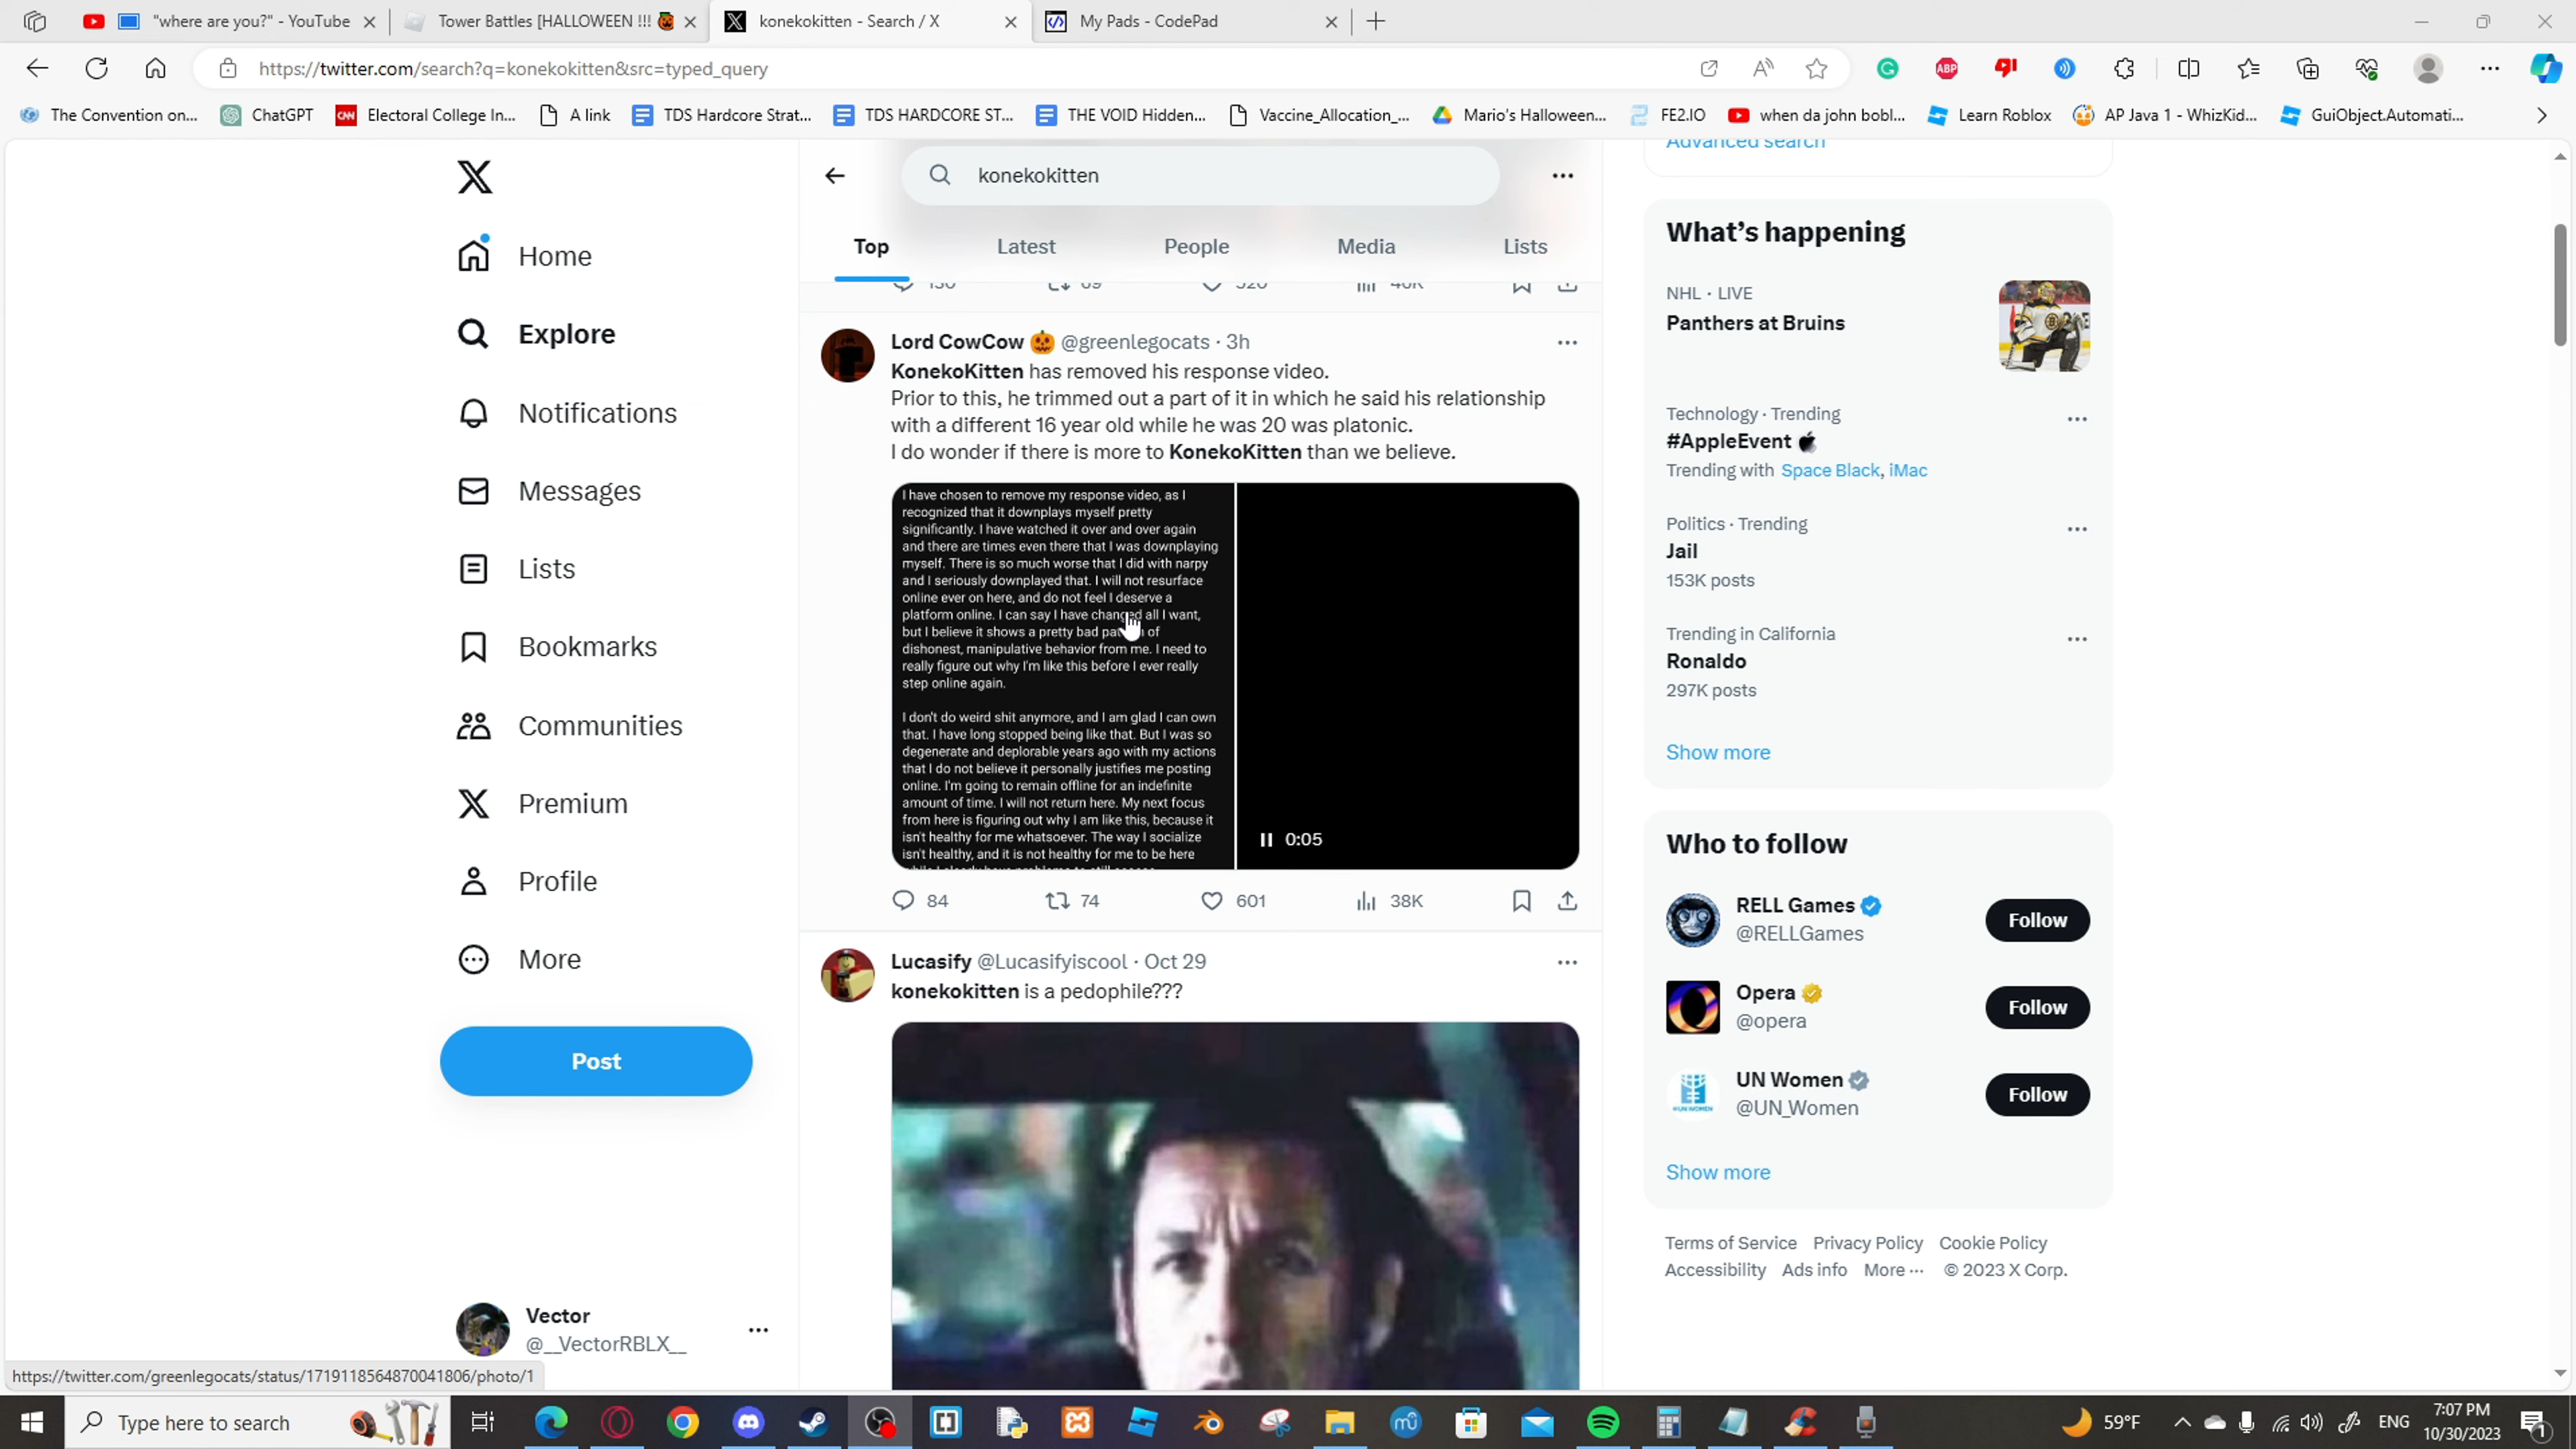 "where are you?" - YouTube
Tower Battles [HALLOWEEN !!! 🎃
konekokitten - Search / X
My Pads - CodePad
https://twitter.com/search?q=konekokitten&src=typed_query
The Convention on...
ChatGPT
Electoral College In...
A link
TDS Hardcore Strat...
TDS HARDCORE ST...
THE VOID Hidden...
Vaccine_Allocation_...
Mario's Halloween...
FE2.IO
when da john bobl...
Learn Roblox
AP Java 1 - WhizKid...
GuiObject.Automati...
Home
Explore
Notifications
Messages
Lists
Bookmarks
Communities
Premium
Profile
More
Post
Vector
@__VectorRBLX__
konekokitten
Top
Latest
People
Media
Lists
Lord CowCow 🎃 @greenlegocats · 3h
KonekoKitten has removed his response video.
Prior to this, he trimmed out a part of it in which he said his relationship
with a different 16 year old while he was 20 was platonic.
I do wonder if there is more to KonekoKitten than we believe.
I have chosen to remove my response video, as I
recognized that it downplays myself pretty
significantly. I have watched it over and over again
and there are times even there that I was downplaying
myself. There is so much worse that I did with narpy
and I seriously downplayed that. I will not resurface
online ever on here, and do not feel I deserve a
platform online. I can say I have changed all I want,
but I believe it shows a pretty bad of
dishonest, manipulative behavior from me. I need to
really figure out why I'm like this before I ever really
step online again.
I don't do weird shit anymore, and I am glad I can own
that. I have long stopped being like that. But I was so
degenerate and deplorable years ago with my actions
that I do not believe it personally justifies me posting
online. I'm going to remain offline for an indefinite
amount of time. I will not return here. My next focus
from here is figuring out why I am like this, because it
isn't healthy for me whatsoever. The way I socialize
isn't healthy, and it is not healthy for me to be here
0:05
84
74
601
38K
Lucasify @Lucasifyiscool · Oct 29
konekokitten is a pedophile???
Advanced search
What's happening
NHL · LIVE
Panthers at Bruins
Technology · Trending
#AppleEvent
Trending with Space Black, iMac
Politics · Trending
Jail
153K posts
Trending in California
Ronaldo
297K posts
Show more
Who to follow
RELL Games
@RELLGames
Follow
Opera
@opera
Follow
UN Women
@UN_Women
Follow
Show more
Terms of Service Privacy Policy Cookie Policy
Accessibility Ads info More ··· © 2023 X Corp.
https://twitter.com/greenlegocats/status/1719118564870041806/photo/1
Type here to search
59°F
ENG
7:07 PM
10/30/2023
1